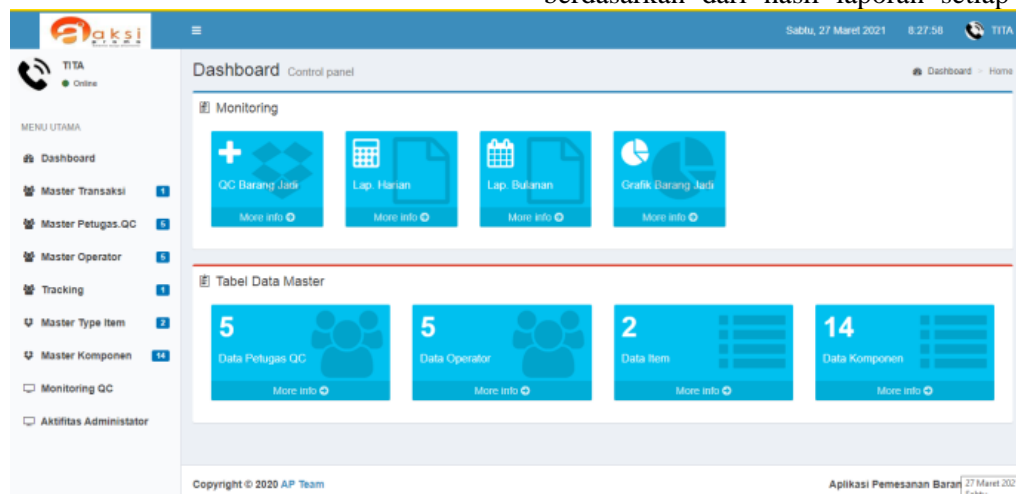 berdasarkan dari hasil laporan setiap
aksi
Sabtu, 27 Maret 2021 8:27:58 TITA
TITA
Online
MENU UTAMA
Dashboard
Master Transaksi 1
Master Petugas.QC 5
Master Operator 5
Tracking 1
Master Type Item 2
Master Komponen 14
Monitoring QC
Aktifitas Administator
Dashboard Control panel
Dashboard > Home
Monitoring
QC Barang Jadi
More info
Lap. Harian
More info
Lap. Bulanan
More info
Grafik Barang Jadi
More info
Tabel Data Master
5
Data Petugas QC
More info
5
Data Operator
More info
2
Data Item
More info
14
Data Komponen
More info
Copyright © 2020 AP Team
Aplikasi Pemesanan Baran
27 Maret 202